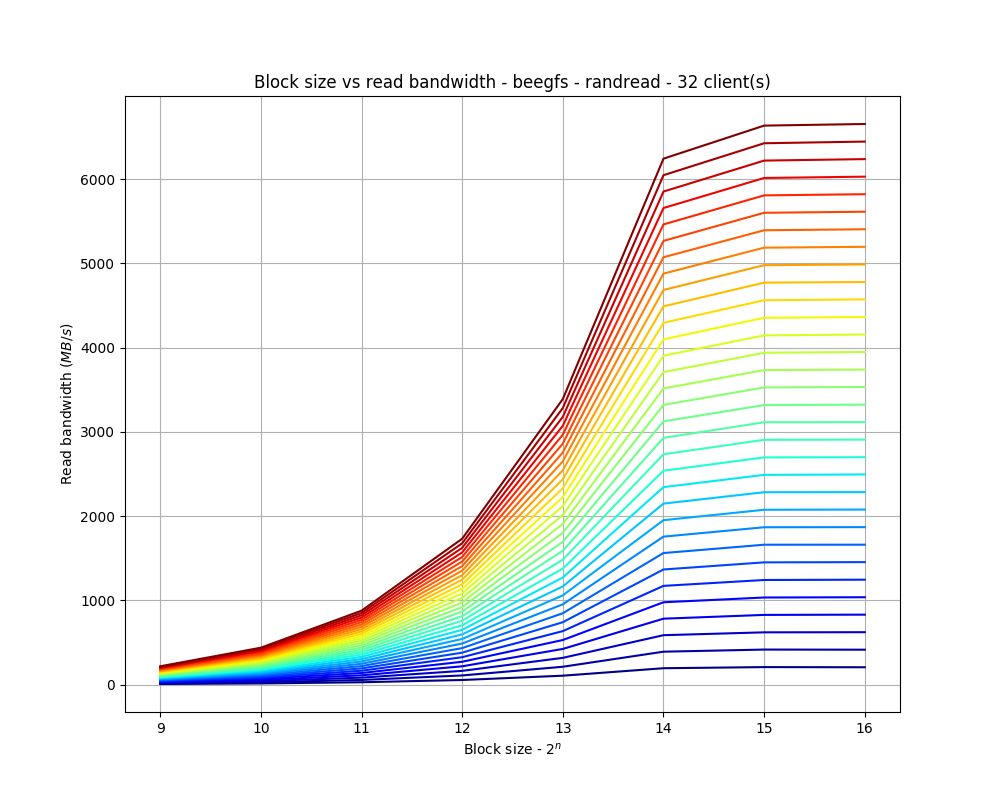 Block size vs read bandwidth - beegfs - randread - 32 client(s)
Read bandwidth (MB/s)
6000
5000
4000
3000
2000
1000
0
9 10 11 12 13 14 15 16
Block size - 2ⁿ